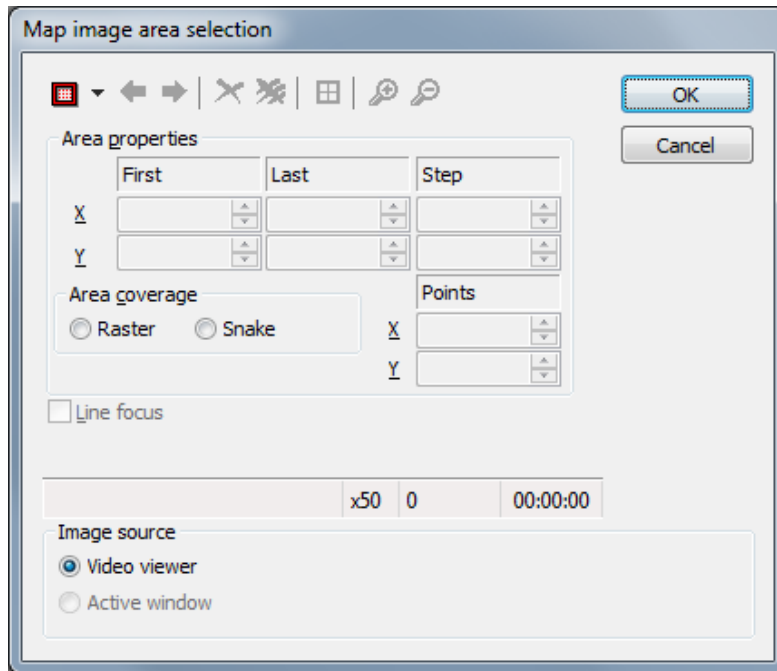 Map image area selection
OK
Cancel
Area properties
First Last Step
X
Y
Area coverage
Points
Raster Snake X
Y
Line focus
x50 0 00:00:00
Image source
Video viewer
Active window